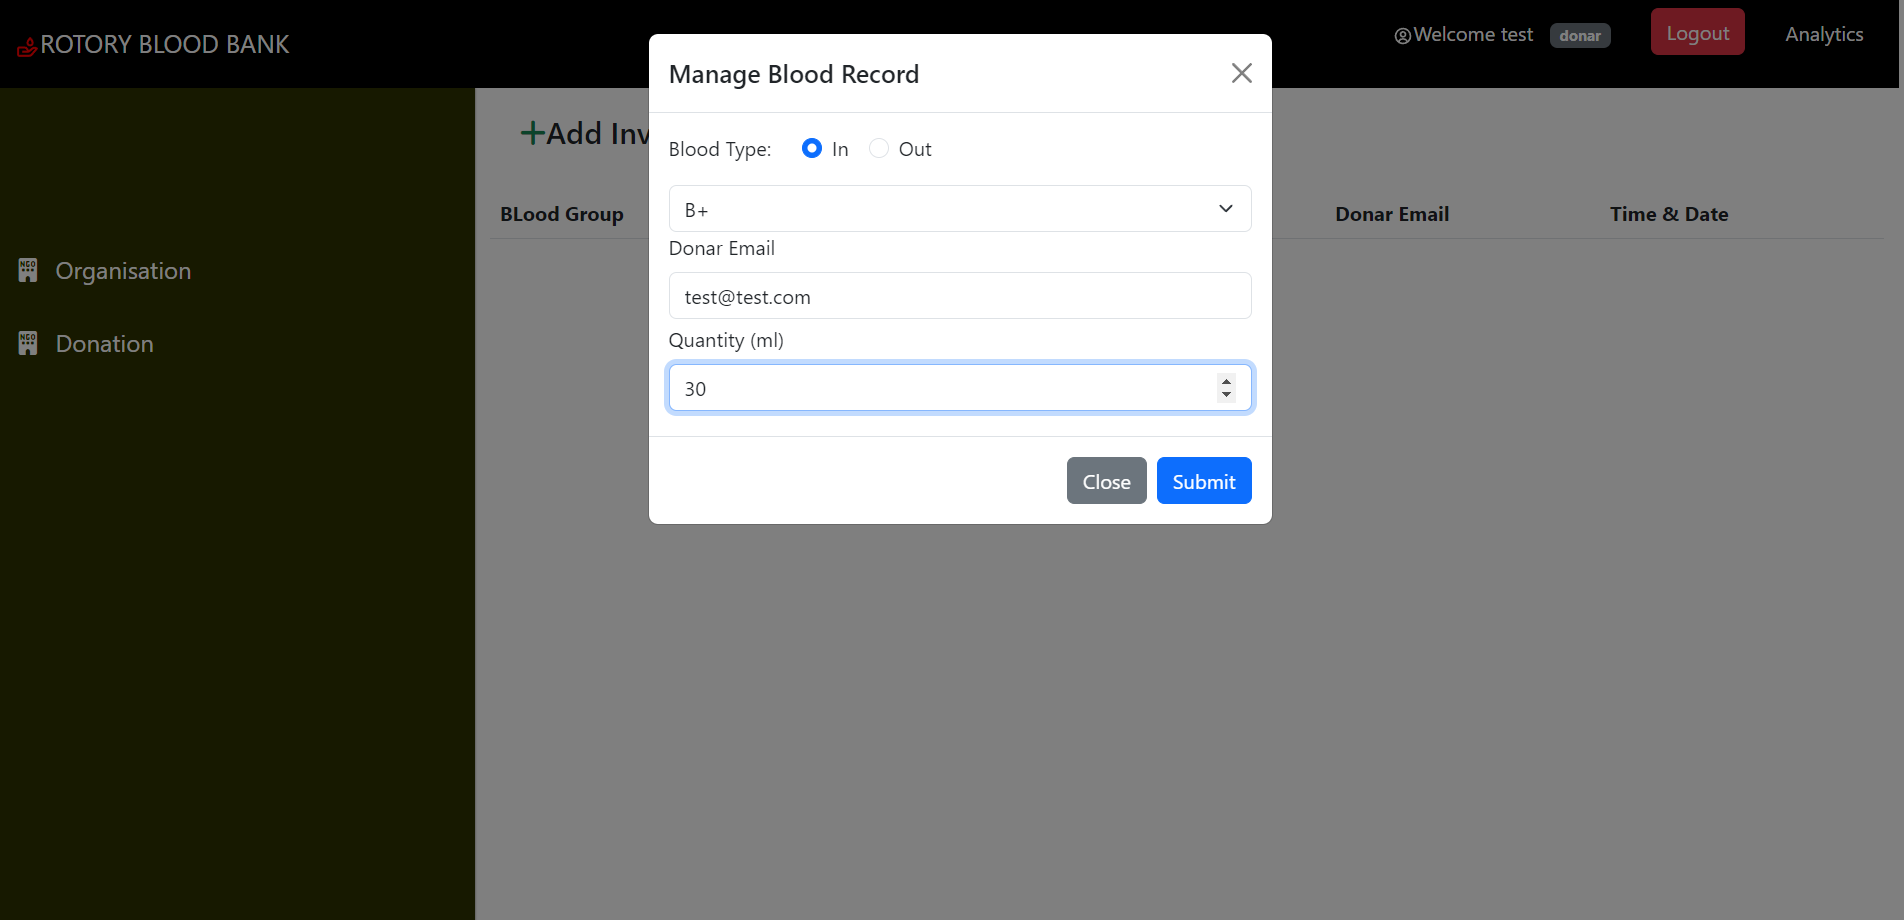 ROTORY BLOOD BANK
Welcome test donar Logout Analytics
Organisation
Donation
Add Inv
BLood Group Donar Email Time & Date
Manage Blood Record
Blood Type: In Out
B+
Donar Email
test@test.com
Quantity (ml)
30
Close Submit